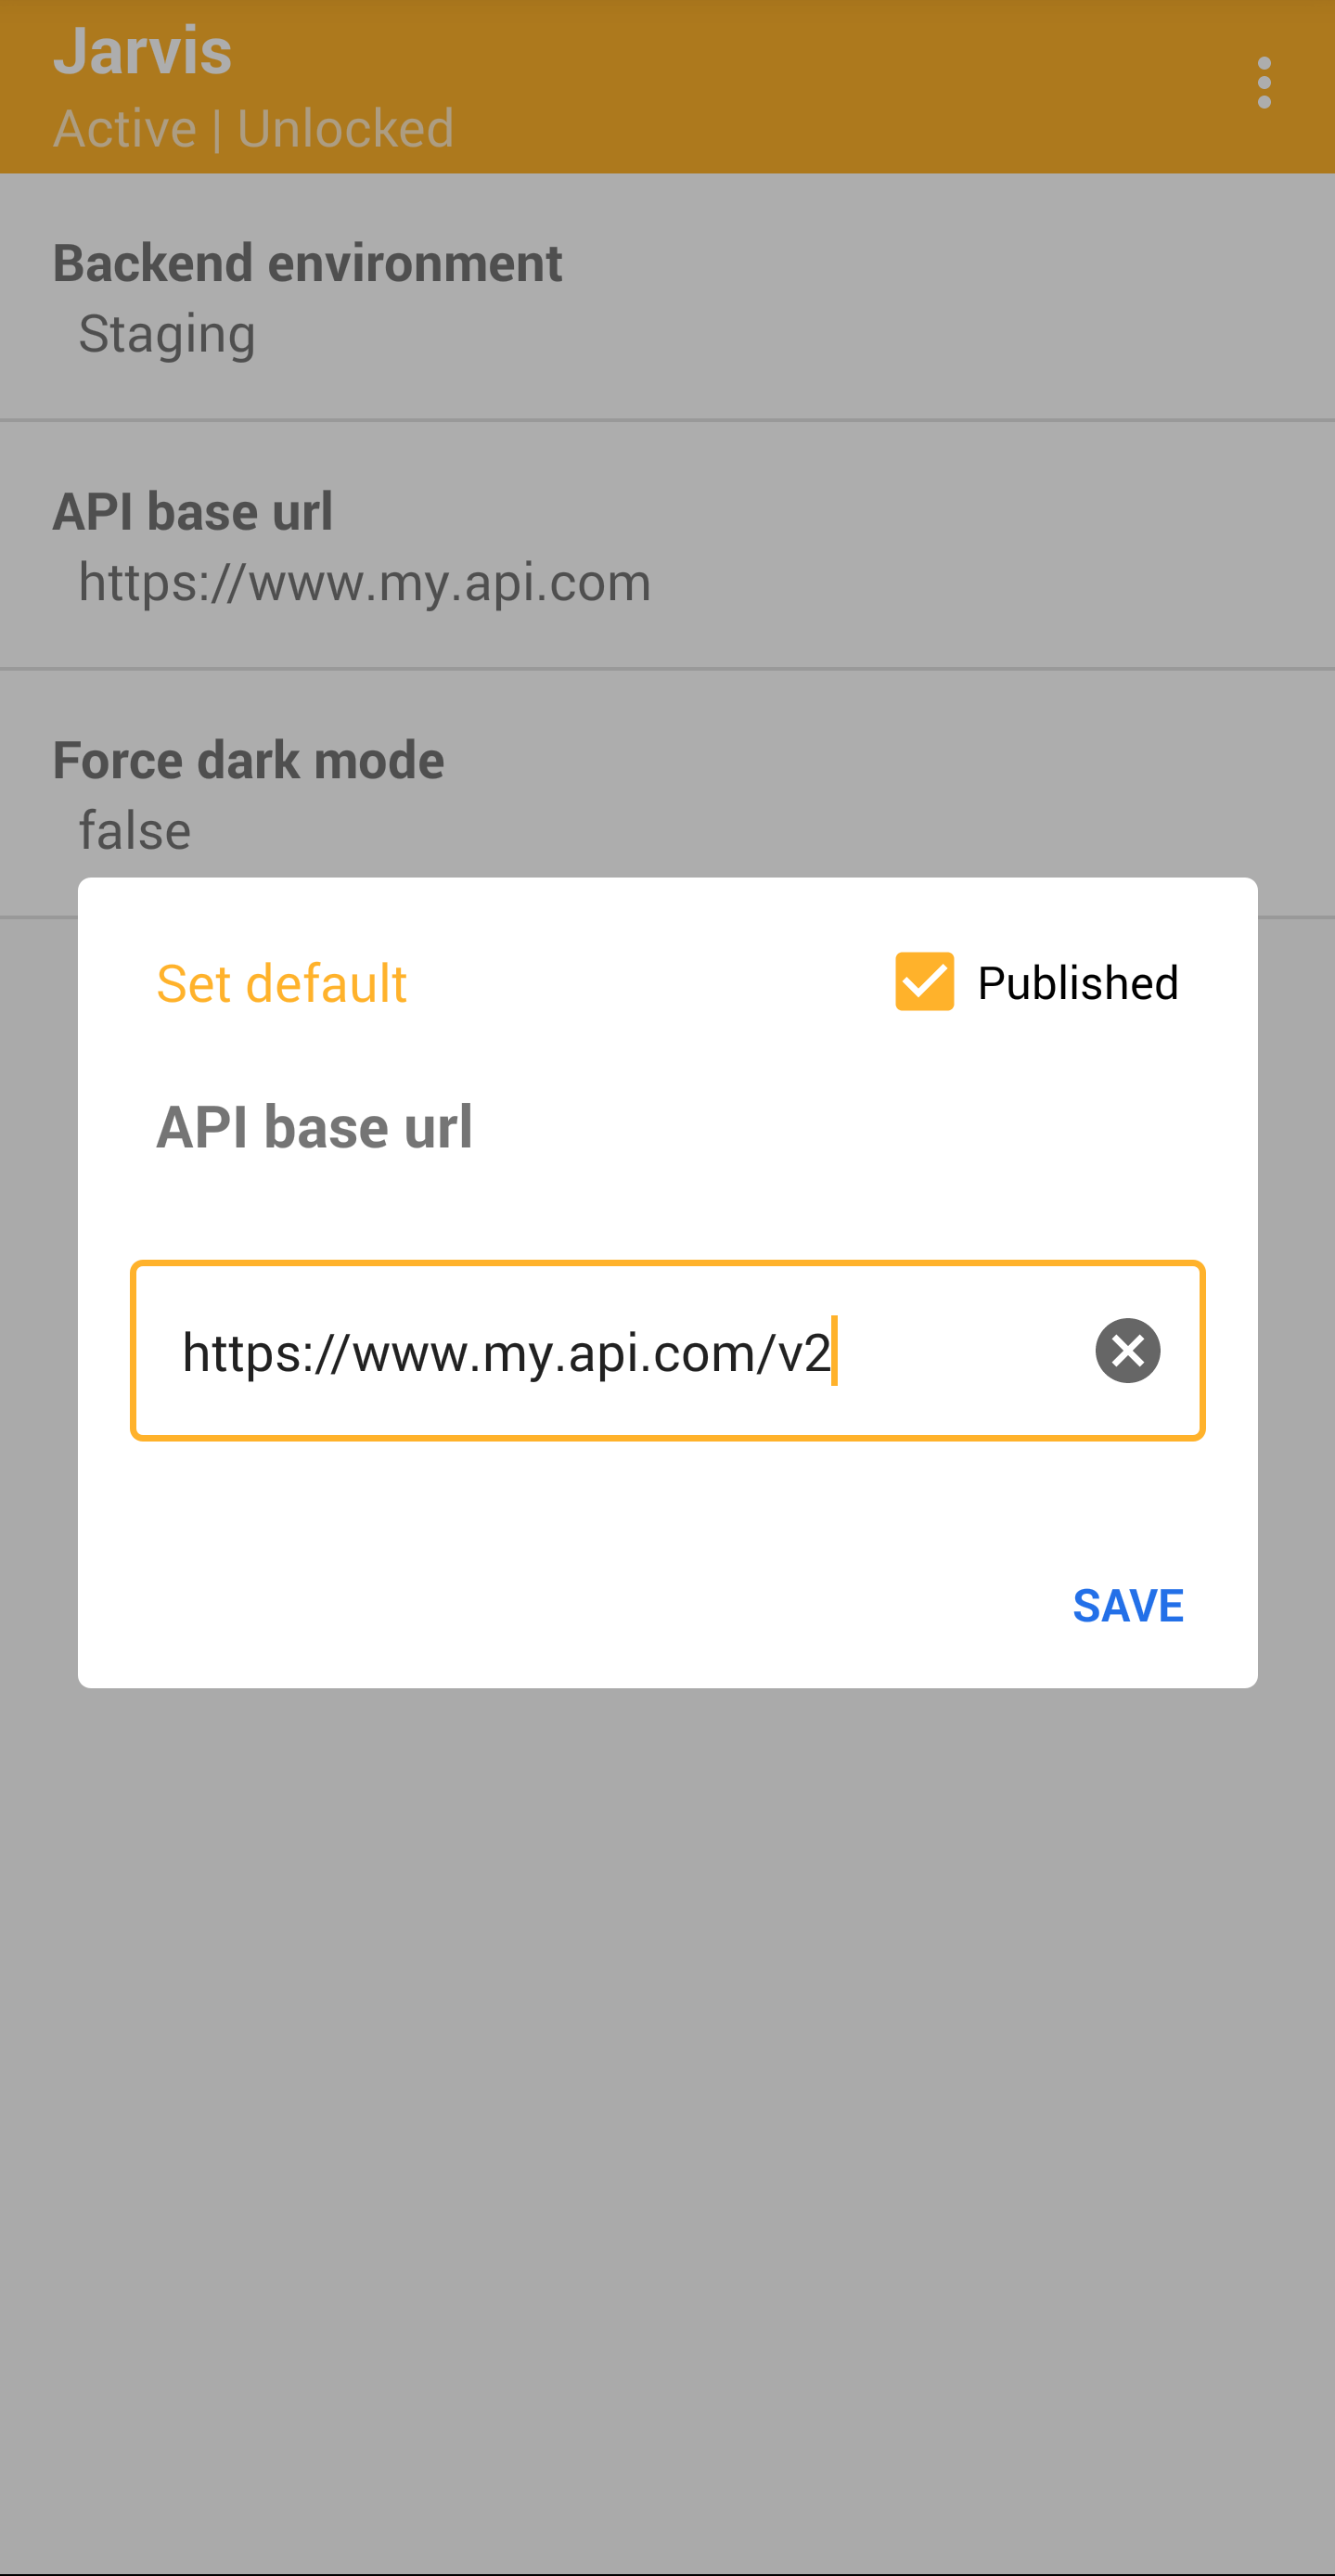 Jarvis
Active | Unlocked
Backend environment
Staging
API base url
https://www.my.api.com
Force dark mode
false
Set default
Published
API base url
https://www.my.api.com/v2
SAVE